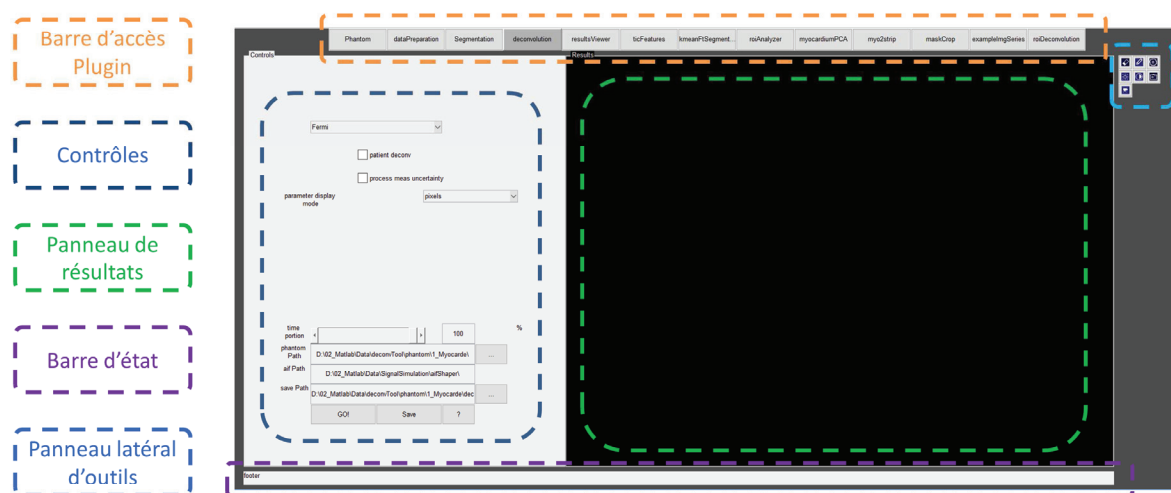 Barre d'accès
Plugin
Contrôles
Panneau de
résultats
Barre d'état
Panneau latéral
d'outils
Phantom
dataPreparation
Segmentation
deconvolution
resultsViewer
ticFeatures
kmeanFtSegment...
roiAnalyzer
myocardiumPCA
myo2strip
maskCrop
exampleImgSeries
roiDeconvolution
Controls
Results
Fermi
patient deconv
process meas uncertainty
parameter display
mode
pixels
time
portion
100
%
phantom
Path
D:\02_Matlab\Data\deconvTool\phantom\1_Myocarde\
...
aif Path
D:\02_Matlab\Data\SignalSimulation\aifShaper\
save Path
D:\02_Matlab\Data\deconvTool\phantom\1_Myocarde\dec
...
GO!
Save
?
footer